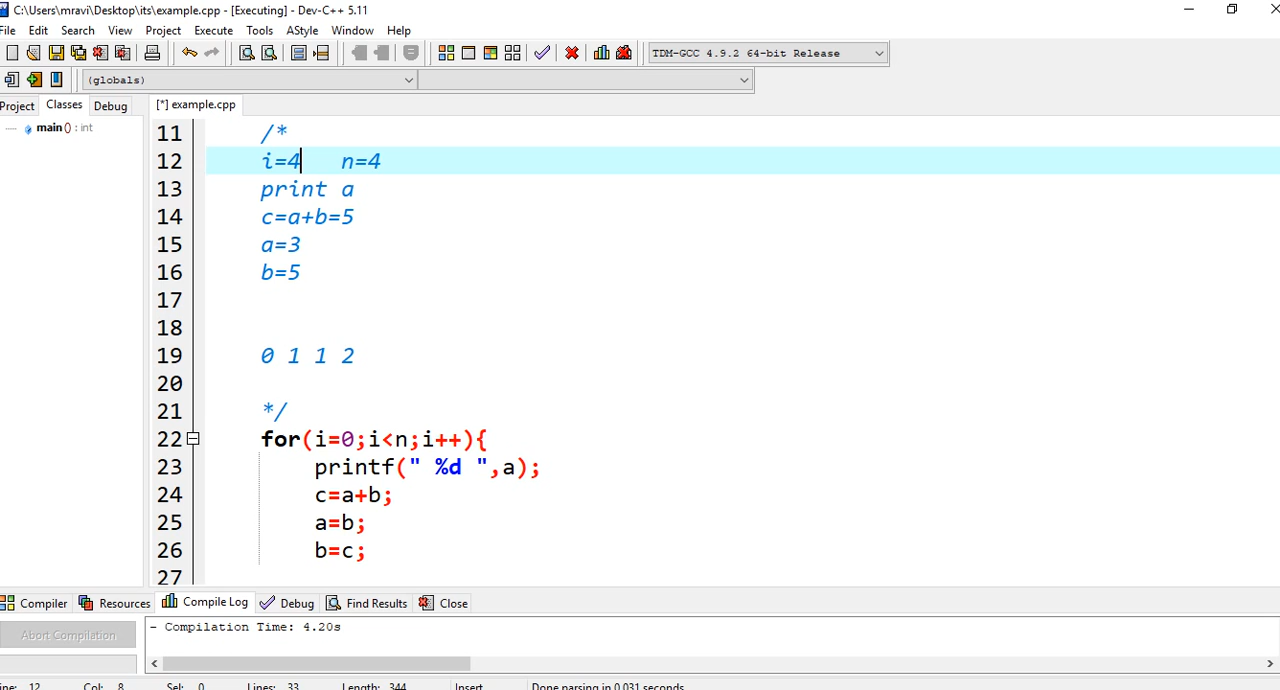 C:\Users\mravi\Desktop\its\example.cpp - [Executing] - Dev-C++ 5.11
File Edit Search View Project Execute Tools AStyle Window Help
TDM-GCC 4.9.2 64-bit Release
(globals)
Project Classes Debug [*] example.cpp
main () : int
11 /*
12 i=4 n=4
13 print a
14 c=a+b=5
15 a=3
16 b=5
17
18
19 0 1 1 2
20
21 */
22 for(i=0;i<n;i++){
23 printf(" %d ",a);
24 c=a+b;
25 a=b;
26 b=c;
27
Compiler Resources Compile Log Debug Find Results Close
Abort Compilation
- Compilation Time: 4.20s
ine: 12 Col: 8 Sel: 0 Lines: 33 Length: 344 Insert Done parsing in 0.031 seconds